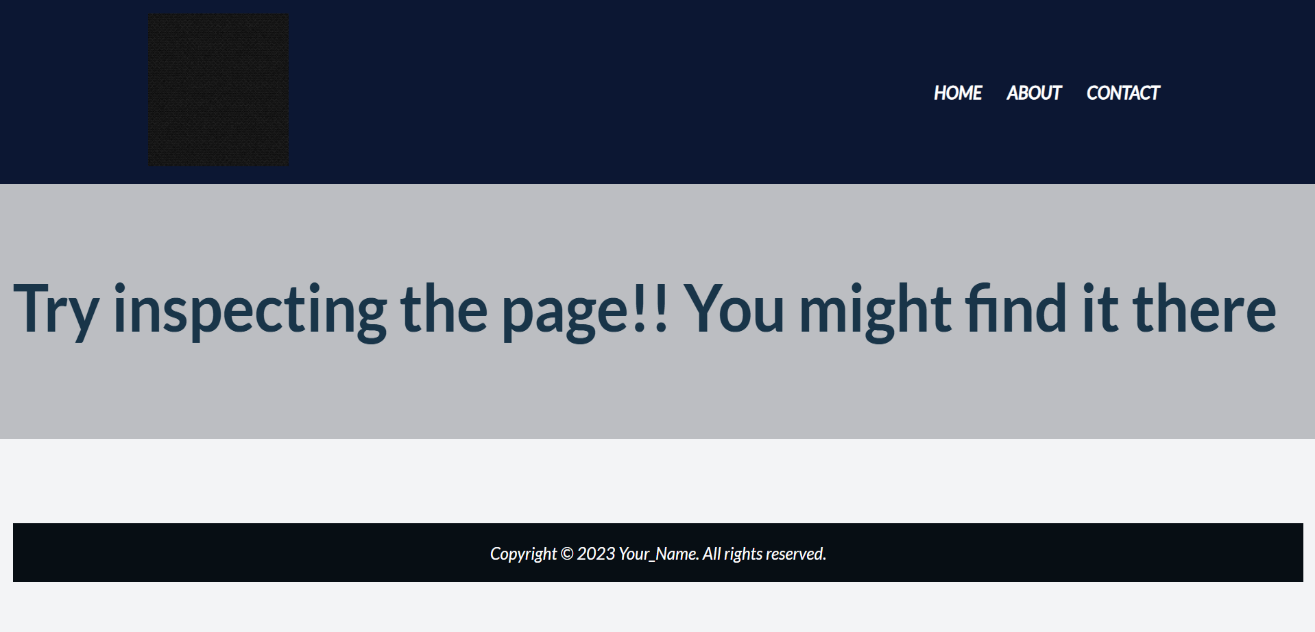 HOME ABOUT CONTACT
Try inspecting the page!! You might find it there
Copyright © 2023 Your_Name. All rights reserved.